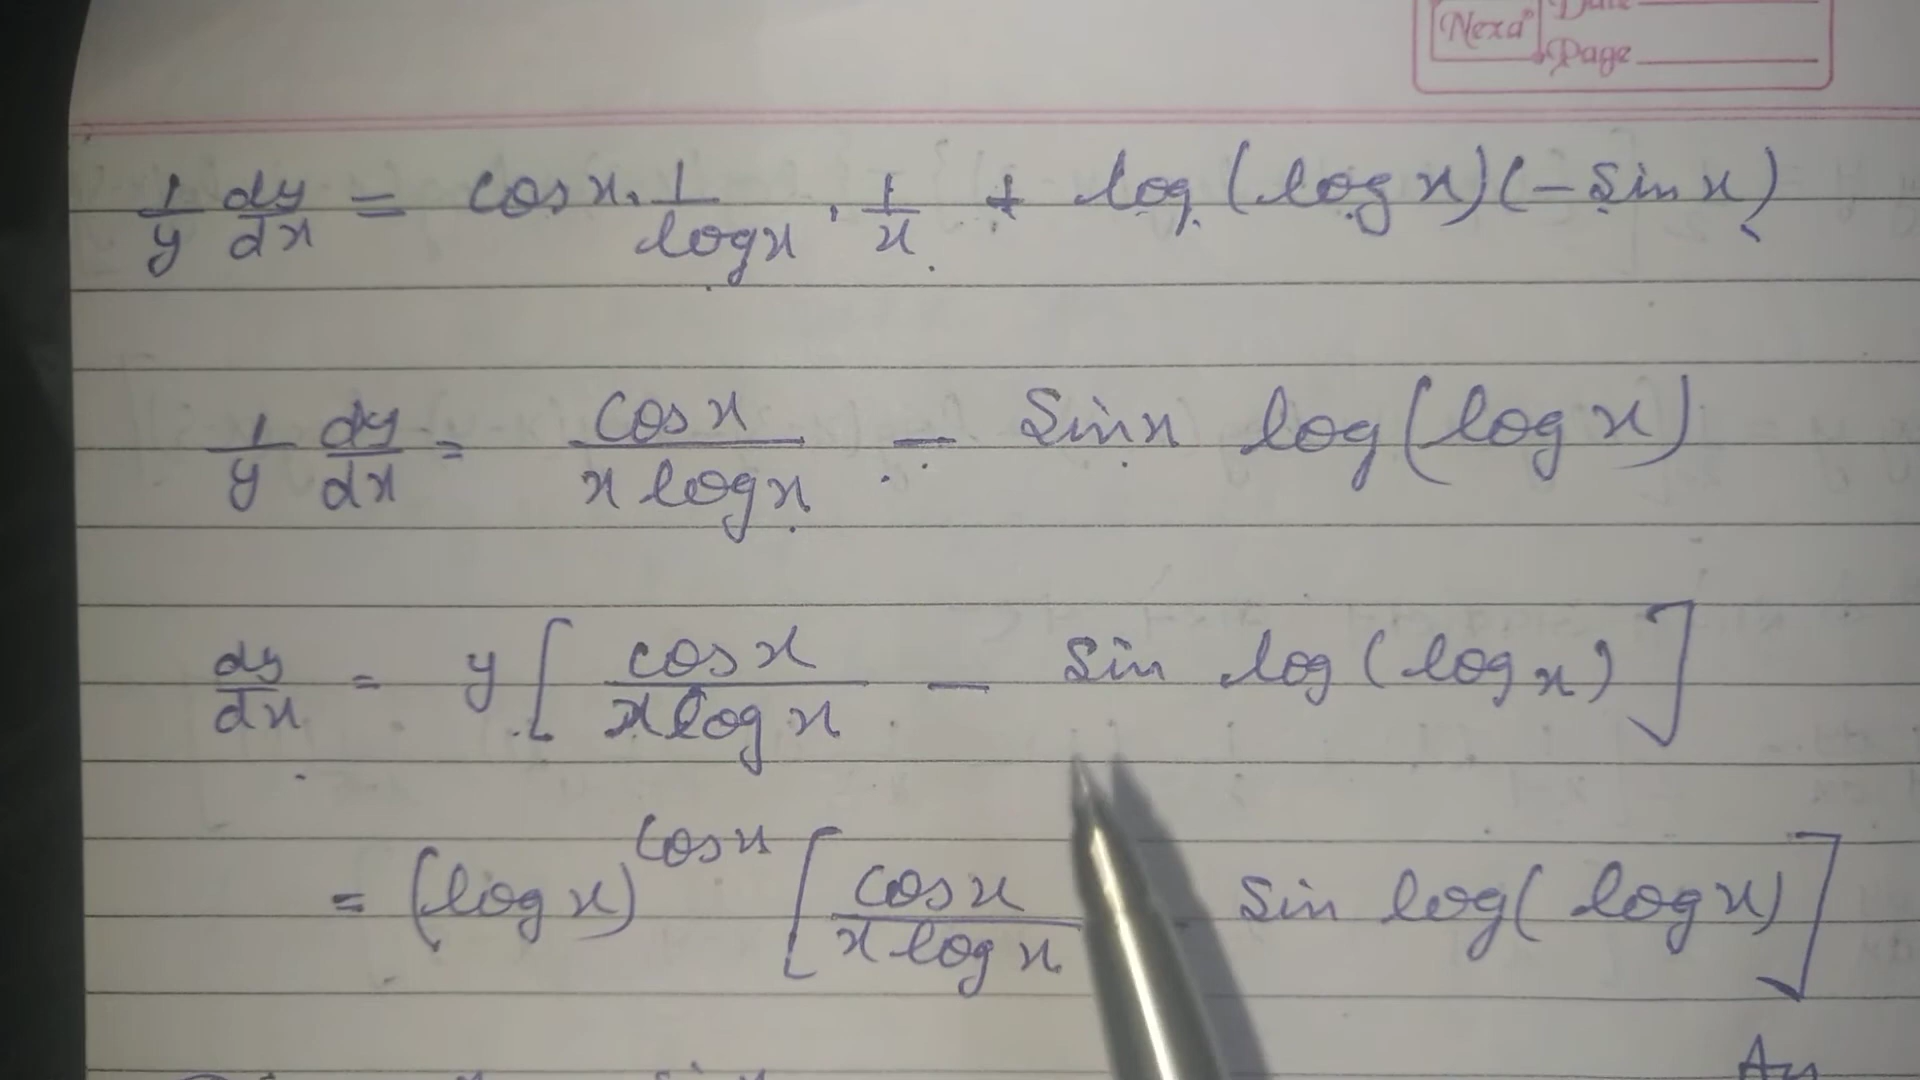 Nexa Date
Page
1/y dy/dx = cos x . 1/log x . 1/x + log (log x) (- Sin x)
1/y dy/dx = cos x / x log x - Sin x log (log x)
dy/dx = y [ cos x / x log x - Sin log (log x) ]
= (log x)^cos x [ cos x / x log x Sin log (log x) ]